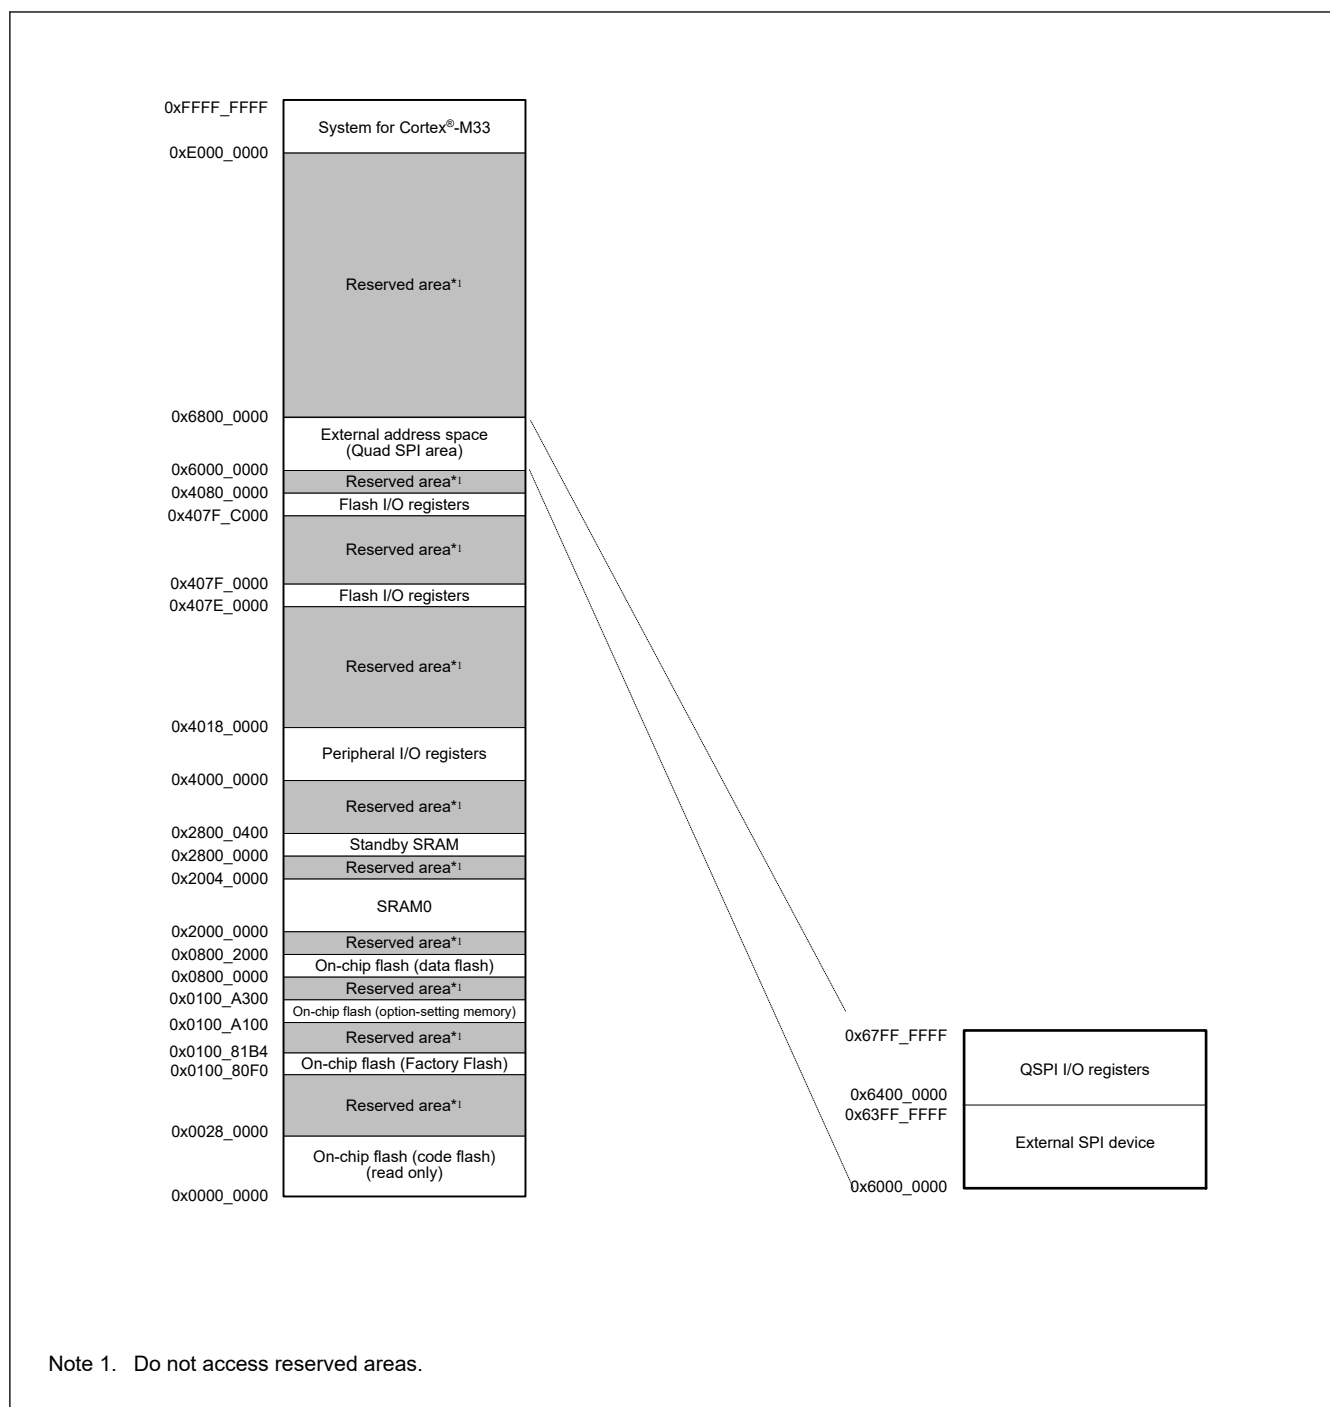 0xFFFF_FFFF
System for Cortex®-M33
0xE000_0000
Reserved area*1
0x6800_0000
External address space
(Quad SPI area)
0x6000_0000
Reserved area*1
0x4080_0000
Flash I/O registers
0x407F_C000
Reserved area*1
0x407F_0000
Flash I/O registers
0x407E_0000
Reserved area*1
0x4018_0000
Peripheral I/O registers
0x4000_0000
Reserved area*1
0x2800_0400
Standby SRAM
0x2800_0000
Reserved area*1
0x2004_0000
SRAM0
0x2000_0000
Reserved area*1
0x0800_2000
On-chip flash (data flash)
0x0800_0000
Reserved area*1
0x0100_A300
On-chip flash (option-setting memory)
0x0100_A100
Reserved area*1
0x0100_81B4
On-chip flash (Factory Flash)
0x0100_80F0
Reserved area*1
0x0028_0000
On-chip flash (code flash)
(read only)
0x0000_0000
0x67FF_FFFF
QSPI I/O registers
0x6400_0000
0x63FF_FFFF
External SPI device
0x6000_0000
Note 1. Do not access reserved areas.